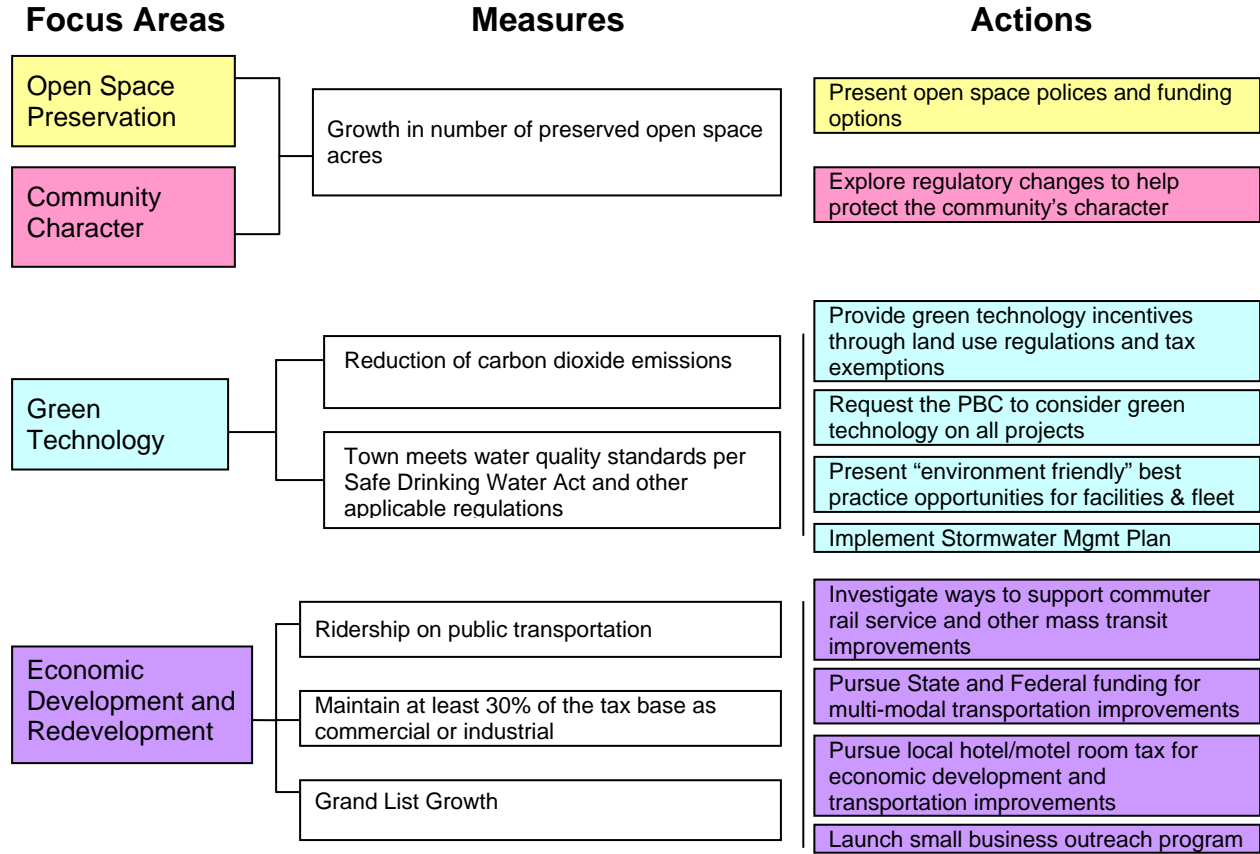 Focus Areas
Measures
Actions
Open Space
Preservation
Community
Character
Growth in number of preserved open space
acres
Present open space polices and funding
options
Explore regulatory changes to help
protect the community's character
Green
Technology
Reduction of carbon dioxide emissions
Town meets water quality standards per
Safe Drinking Water Act and other
applicable regulations
Provide green technology incentives
through land use regulations and tax
exemptions
Request the PBC to consider green
technology on all projects
Present “environment friendly” best
practice opportunities for facilities & fleet
Implement Stormwater Mgmt Plan
Economic
Development and
Redevelopment
Ridership on public transportation
Maintain at least 30% of the tax base as
commercial or industrial
Grand List Growth
Investigate ways to support commuter
rail service and other mass transit
improvements
Pursue State and Federal funding for
multi-modal transportation improvements
Pursue local hotel/motel room tax for
economic development and
transportation improvements
Launch small business outreach program